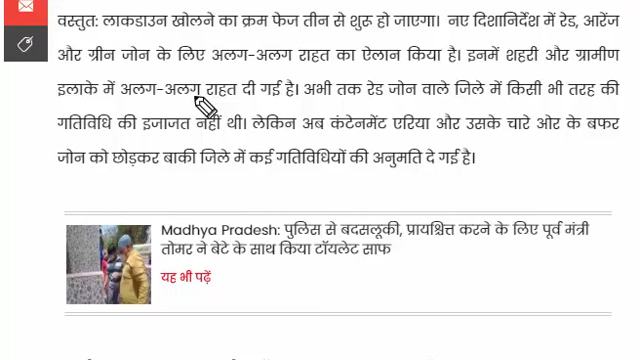 वस्तुत: लाकडाउन खोलने का क्रम फेज तीन से शुरू हो जाएगा। नए दिशानिर्देश में रेड, आरेंज
और ग्रीन जोन के लिए अलग-अलग राहत का ऐलान किया है। इनमें शहरी और ग्रामीण
इलाके में अलग-अलग राहत दी गई है। अभी तक रेड जोन वाले जिले में किसी भी तरह की
गतिविधि की इजाजत नहीं थी। लेकिन अब कंटेनमेंट एरिया और उसके चारे ओर के बफर
जोन को छोड़कर बाकी जिले में कई गतिविधियों की अनुमति दे गई है।
Madhya Pradesh: पुलिस से बदसलूकी, प्रायश्चित्त करने के लिए पूर्व मंत्री
तोमर ने बेटे के साथ किया टॉयलेट साफ
यह भी पढ़ें